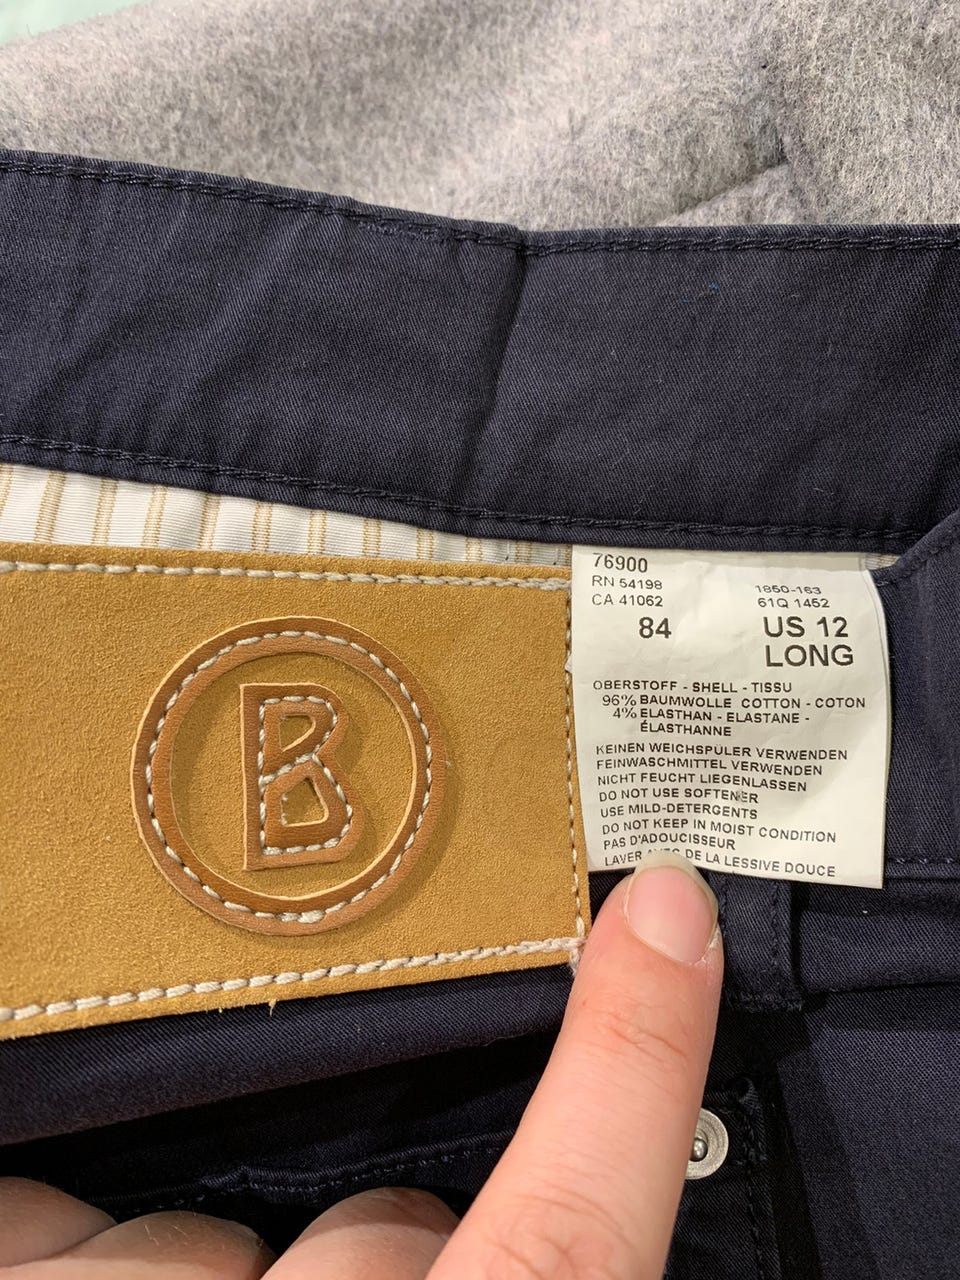 B
76900
RN 54198
CA 41062
1850-163
61Q 1452
84
US 12
LONG
OBERSTOFF - SHELL - TISSU
96% BAUMWOLLE COTTON - COTON
4% ELASTHAN - ELASTANE -
ÉLASTHANNE
KEINEN WEICHSPÜLER VERWENDEN
FEINWASCHMITTEL VERWENDEN
NICHT FEUCHT LIEGENLASSEN
DO NOT USE SOFTENER
USE MILD-DETERGENTS
DO NOT KEEP IN MOIST CONDITION
PAS D'ADOUCISSEUR
LAVER AVEC DE LA LESSIVE DOUCE